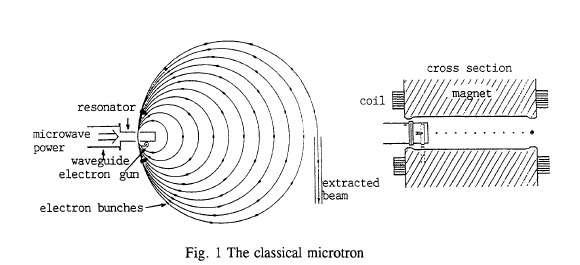 resonator
microwave
power
waveguide
electron gun
electron bunches
extracted
beam
cross section
magnet
coil
Fig. 1 The classical microtron